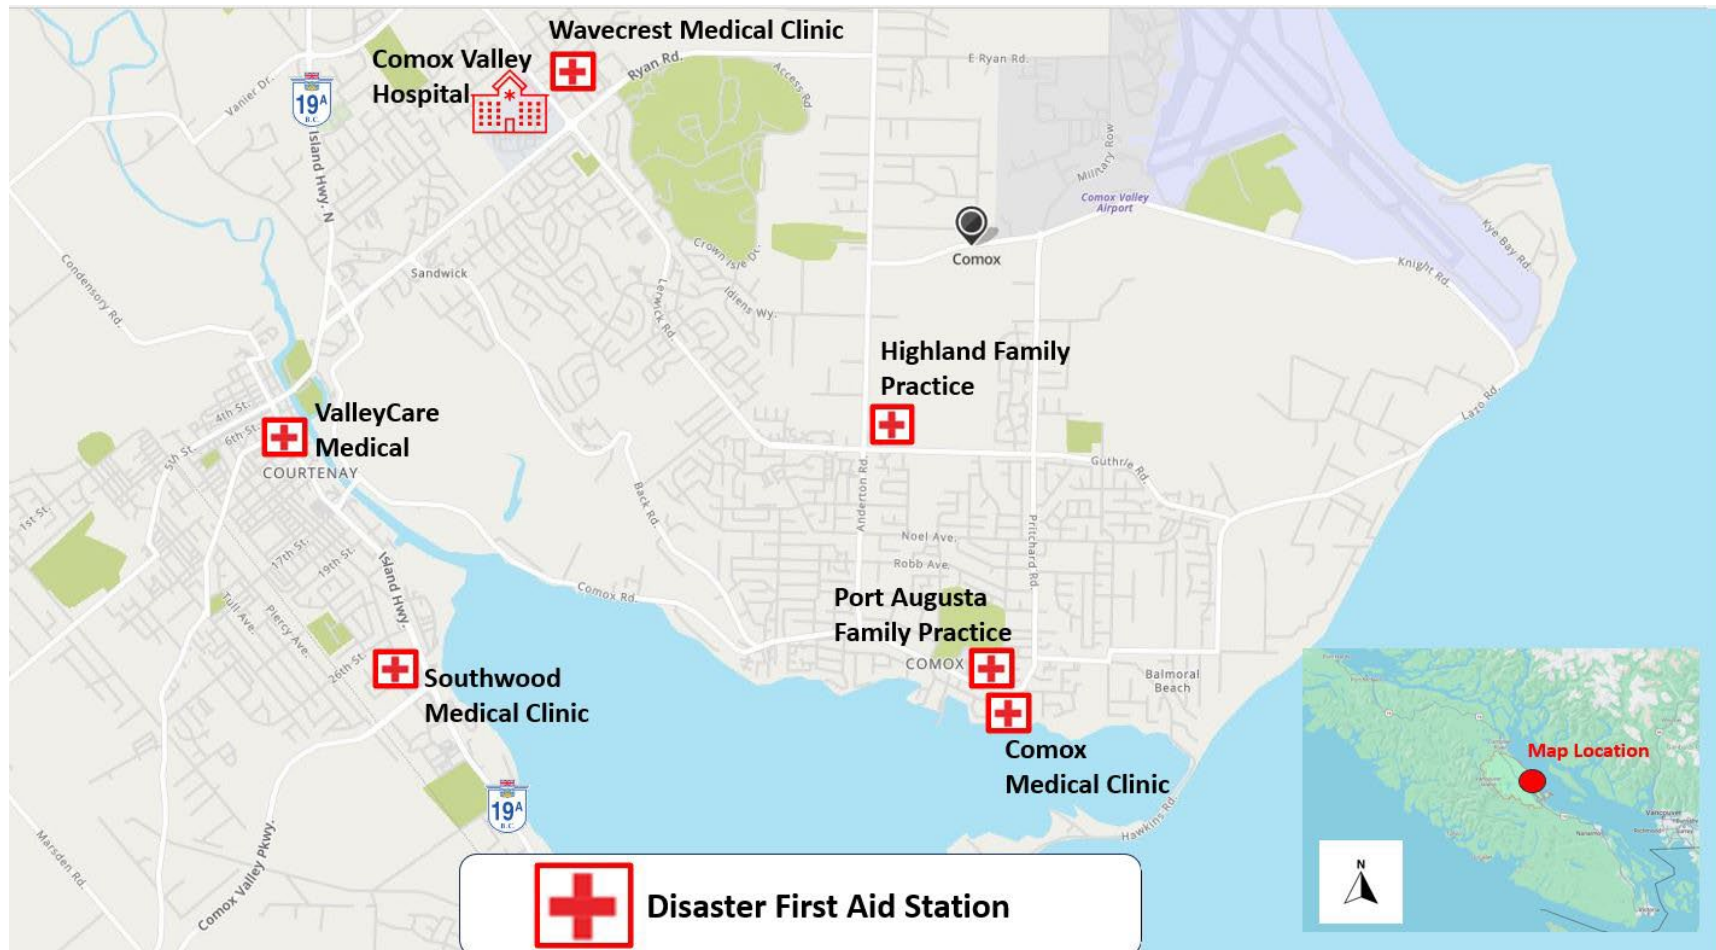 Wavecrest Medical Clinic
Comox Valley
Hospital
Ryan Rd.
Access Rd.
E Ryan Rd.
Vanier Dr.
19A
B.C.
Island Hwy. N
Military Row
Comox Valley
Airport
Kye Bay Rd.
Knight Rd.
Comox
Crown Isle Dr.
Idiens Wy.
Lerwick Rd.
Sandwick
Condensory Rd.
Highland Family
Practice
Lazo Rd.
ValleyCare
Medical
4th St.
6th St.
5th St.
1st St.
COURTENAY
Guthrie Rd.
Back Rd.
Anderton Rd.
Pritchard Rd.
Noel Ave.
Robb Ave.
17th St.
19th St.
Island Hwy.
Comox Rd.
Tull Ave.
Piercy Ave.
26th St.
Port Augusta
Family Practice
COMOX
Balmoral
Beach
Southwood
Medical Clinic
Comox
Medical Clinic
19A
B.C.
Hawkins Rd.
Marsden Rd.
Comox Valley Pkwy.
Map Location
Vancouver
Richmond
Surrey
Nanaimo
Victoria
N
Disaster First Aid Station